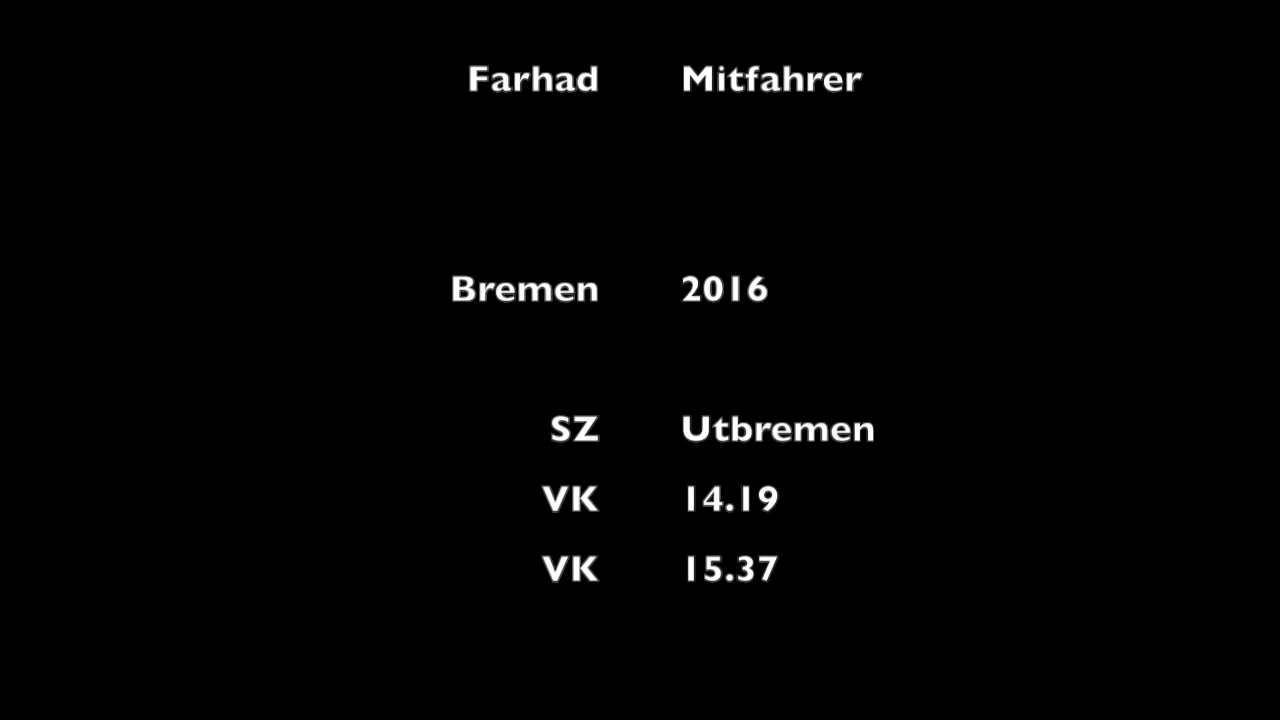 Farhad Mitfahrer
Bremen 2016
SZ Utbremen
VK 14.19
VK 15.37